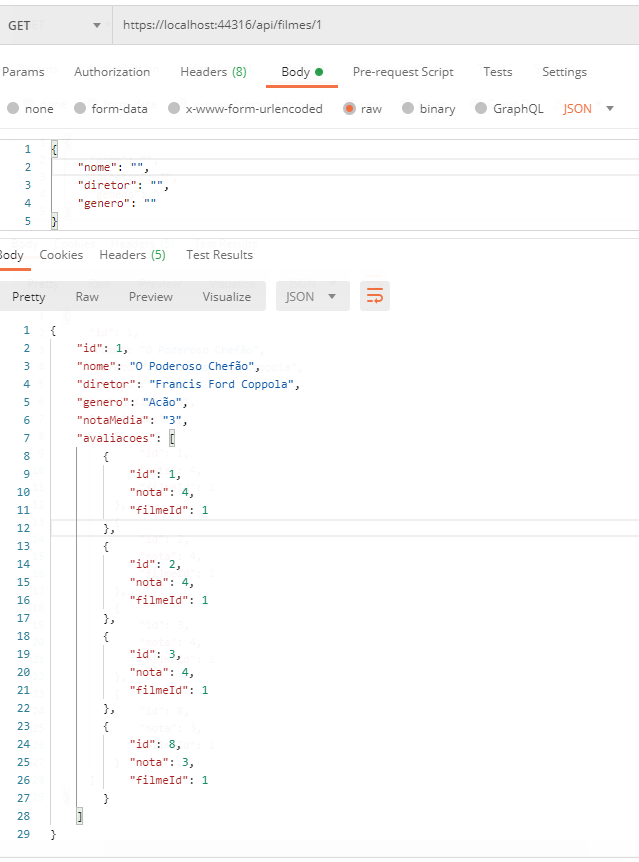 GET https://localhost:44316/api/filmes/1
Params Authorization Headers (8) Body Pre-request Script Tests Settings
none form-data x-www-form-urlencoded raw binary GraphQL JSON
1 {
2 "nome": "",
3 "diretor": "",
4 "genero": ""
5 }
Body Cookies Headers (5) Test Results
Pretty Raw Preview Visualize JSON
1 {
2 "id": 1,
3 "nome": "O Poderoso Chefão",
4 "diretor": "Francis Ford Coppola",
5 "genero": "Acão",
6 "notaMedia": "3",
7 "avaliacoes": [
8 {
9 "id": 1,
10 "nota": 4,
11 "filmeId": 1
12 },
13 {
14 "id": 2,
15 "nota": 4,
16 "filmeId": 1
17 },
18 {
19 "id": 3,
20 "nota": 4,
21 "filmeId": 1
22 },
23 {
24 "id": 8,
25 "nota": 3,
26 "filmeId": 1
27 }
28 ]
29 }